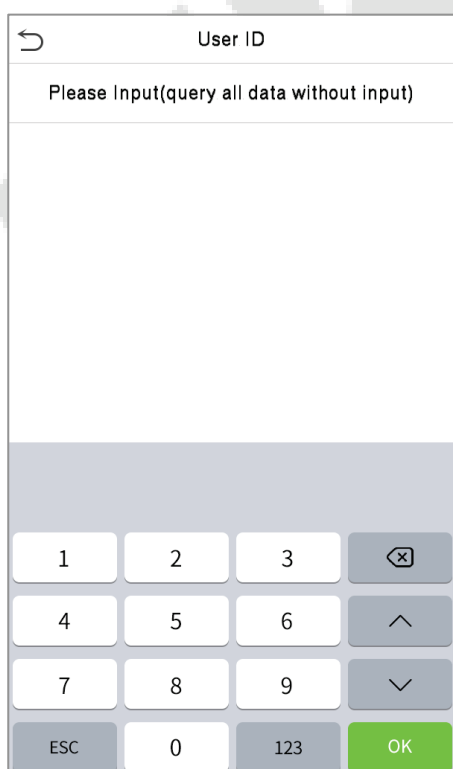 User ID
Please Input(query all data without input)
1 2 3
4 5 6
7 8 9
ESC 0 123 OK